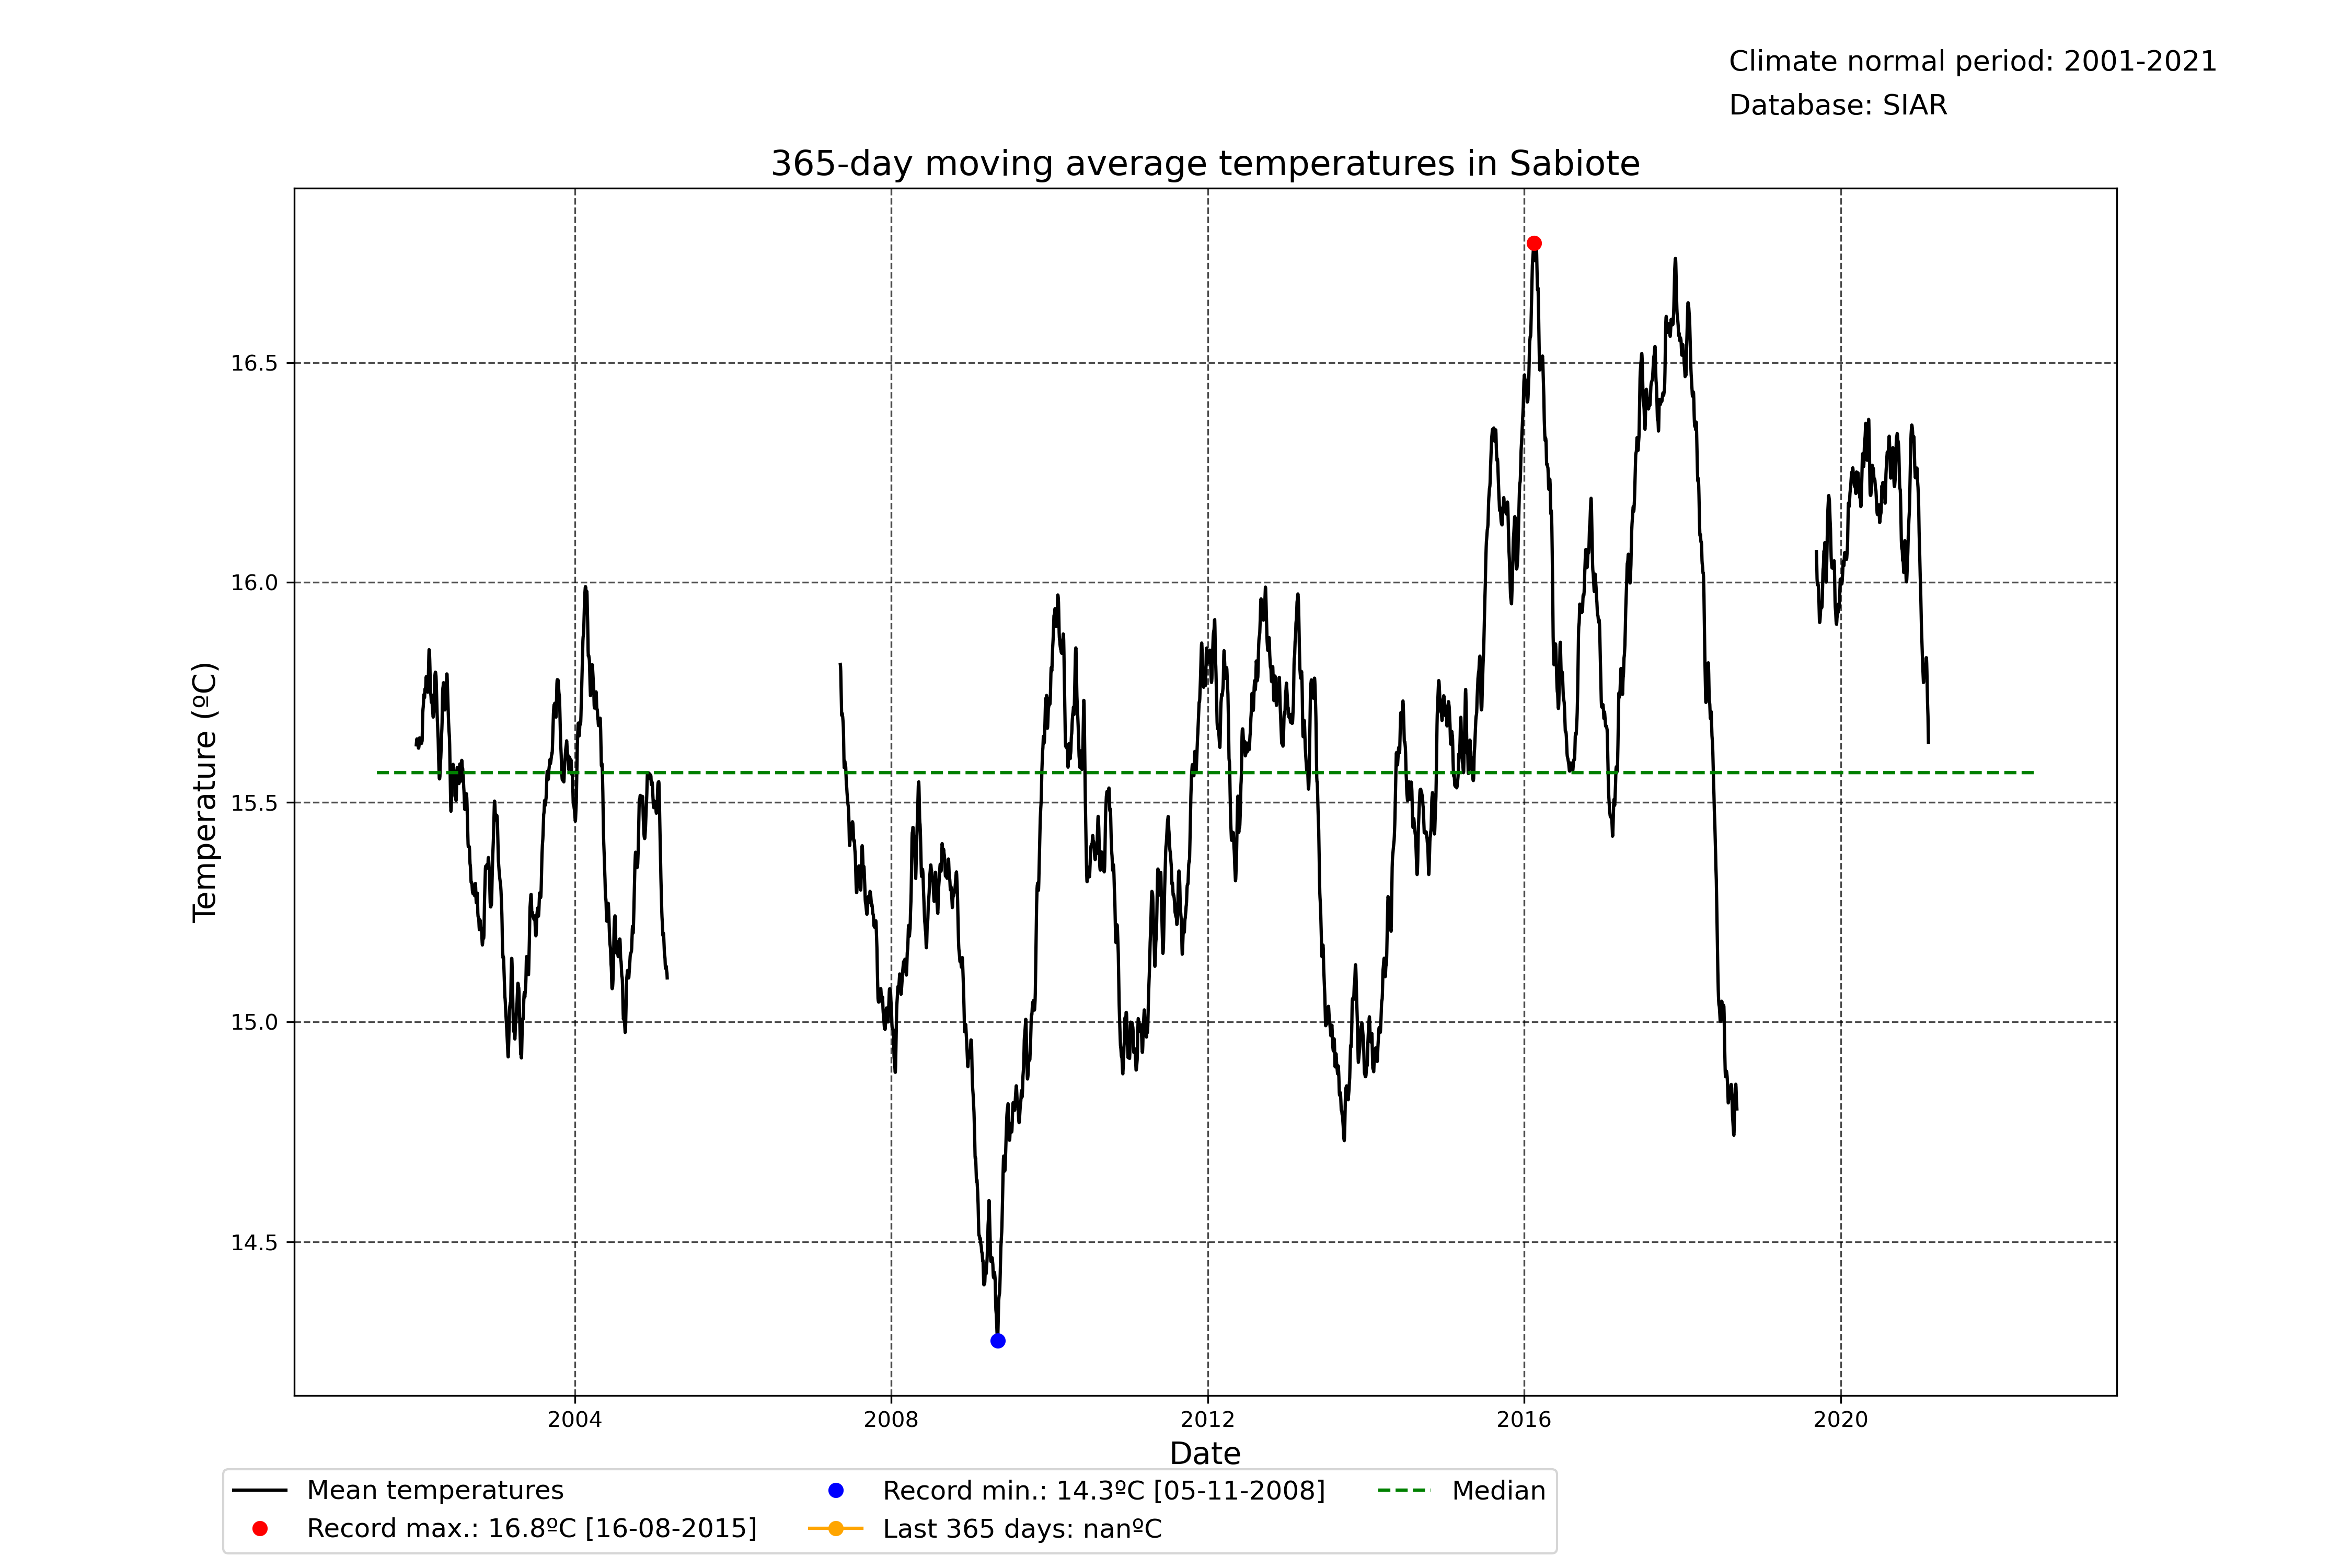 Climate normal period: 2001-2021
Database: SIAR
365-day moving average temperatures in Sabiote
Temperature (ºC)
16.5
16.0
15.5
15.0
14.5
2004 2008 2012 2016 2020
Date
Mean temperatures
Record max.: 16.8ºC [16-08-2015]
Record min.: 14.3ºC [05-11-2008]
Last 365 days: nanºC
Median